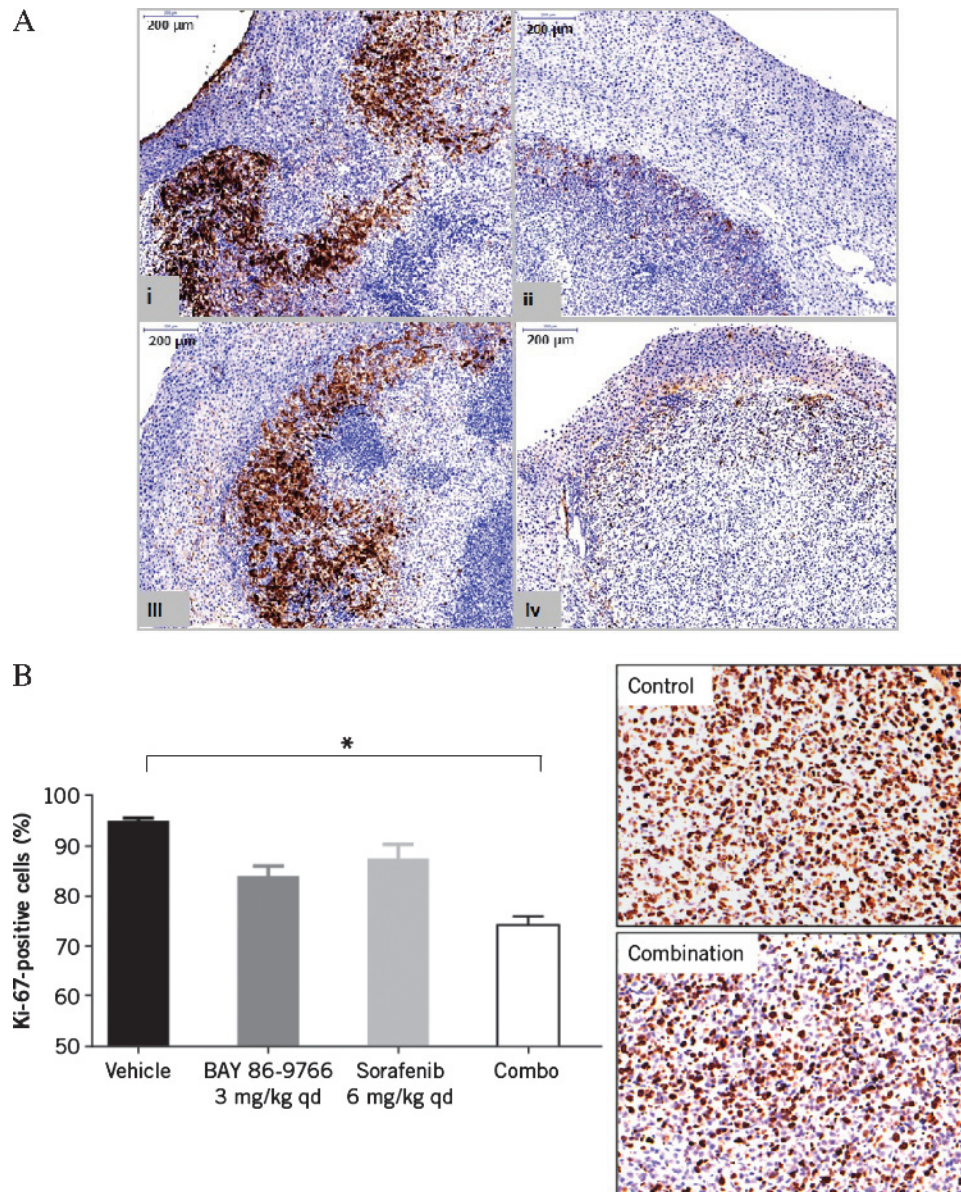 A
200 µm
200 µm
i
ii
200 µm
200 µm
III
Iv
B
*
Ki-67-positive cells (%)
100
90
80
70
60
50
Vehicle
BAY 86-9766
3 mg/kg qd
Sorafenib
6 mg/kg qd
Combo
Control
Combination